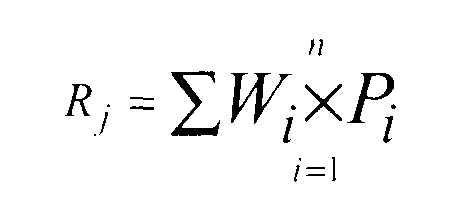 n
R_j = ∑W_i×P_i
i=1